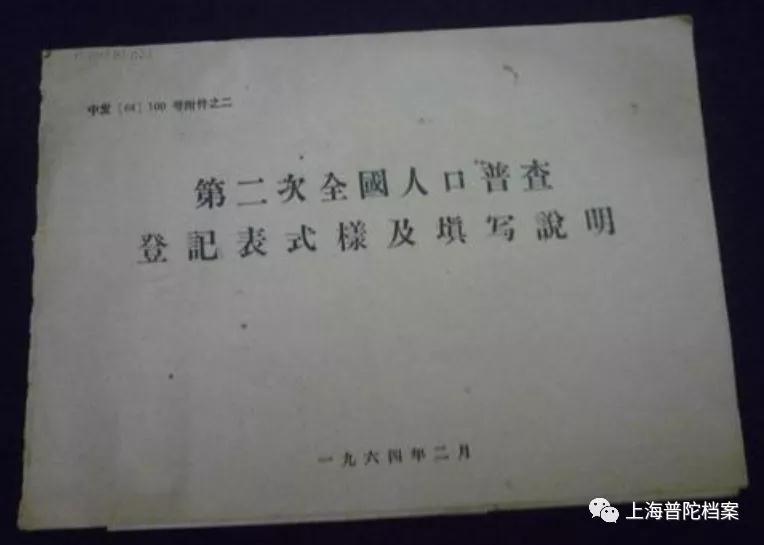 中发〔64〕100 号附件之二
第二次全國人口普查
登記表式樣及填写說明
一九六四年二月
上海普陀档案